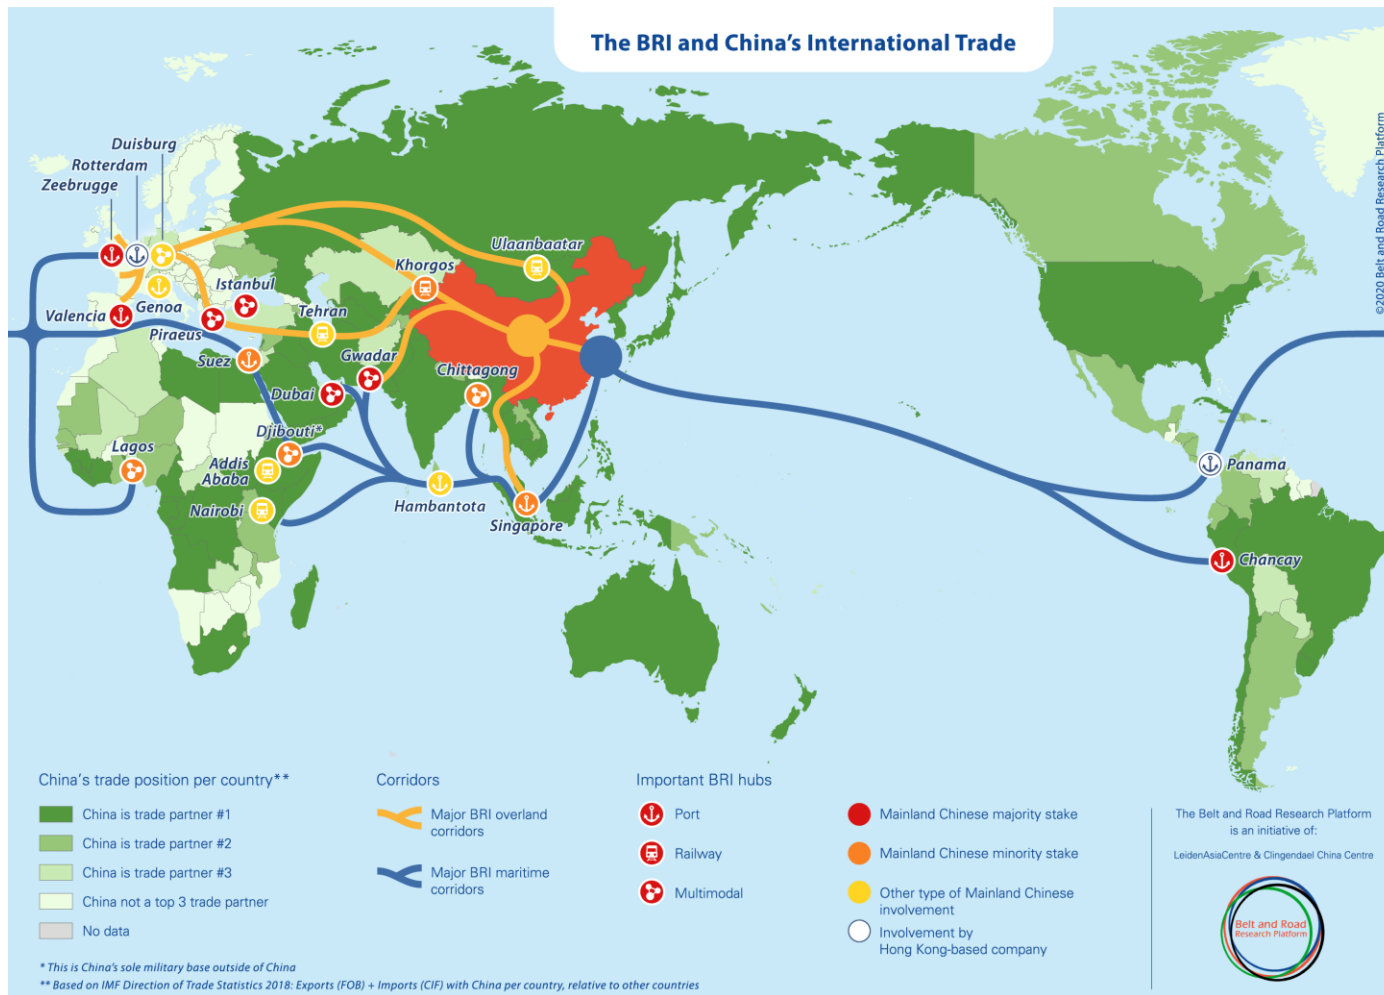 The BRI and China's International Trade
©2020 Belt and Road Research Platform
Duisburg
Rotterdam
Zeebrugge
Ulaanbaatar
Khorgos
Istanbul
Genoa
Valencia
Tehran
Piraeus
Gwadar
Suez
Chittagong
Dubai
Djibouti*
Lagos
Addis
Ababa
Panama
Nairobi
Hambantota
Singapore
Chancay
China's trade position per country**
China is trade partner #1
China is trade partner #2
China is trade partner #3
China not a top 3 trade partner
No data
Corridors
Major BRI overland
corridors
Major BRI maritime
corridors
Important BRI hubs
Port
Railway
Multimodal
Mainland Chinese majority stake
Mainland Chinese minority stake
Other type of Mainland Chinese
involvement
Involvement by
Hong Kong-based company
The Belt and Road Research Platform
is an initiative of:
LeidenAsiaCentre & Clingendael China Centre
Belt and Road
Research Platform
* This is China's sole military base outside of China
** Based on IMF Direction of Trade Statistics 2018: Exports (FOB) + Imports (CIF) with China per country, relative to other countries